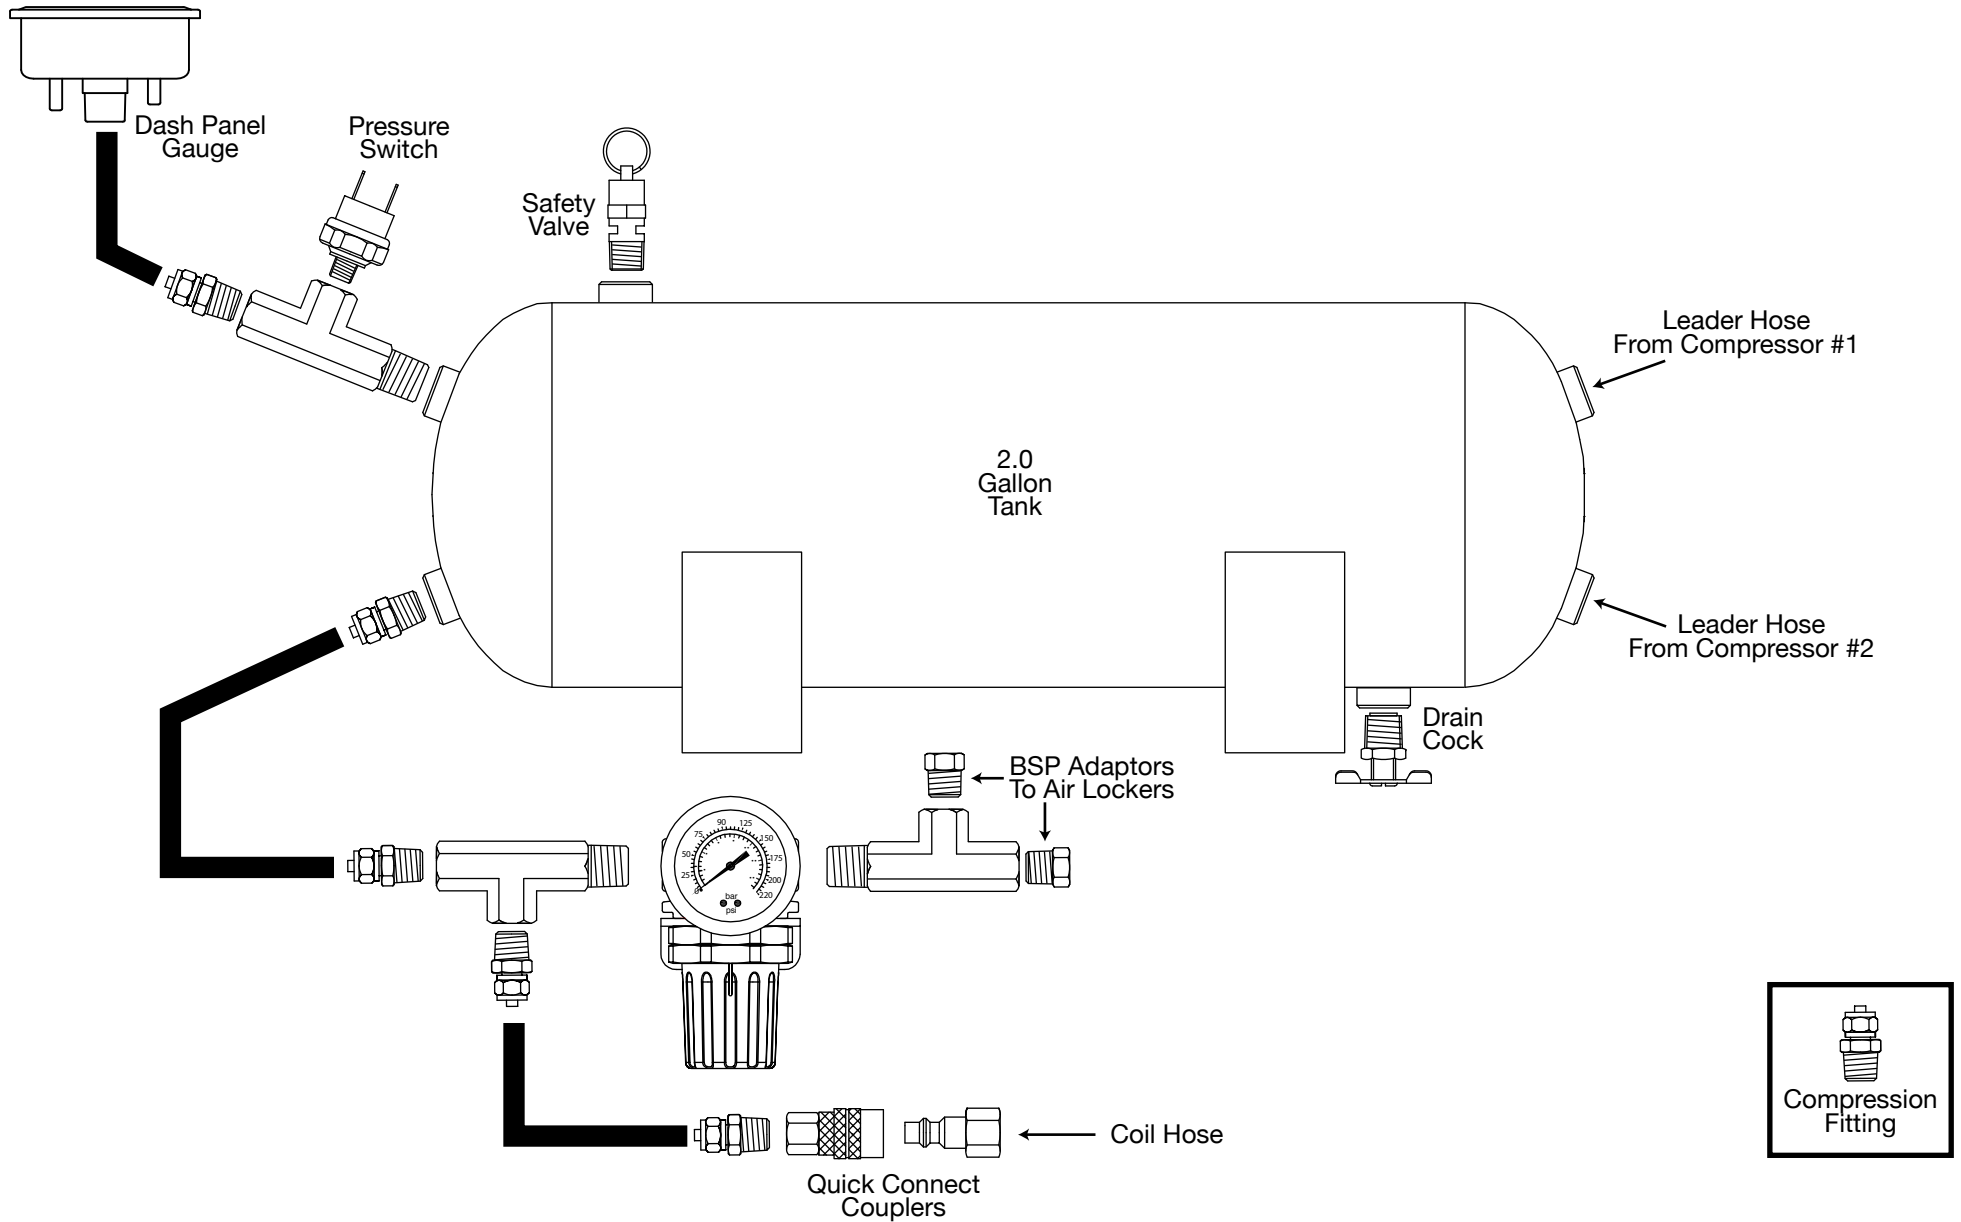 Dash Panel
Gauge
Pressure
Switch
Safety
Valve
Leader Hose
From Compressor #1
2.0
Gallon
Tank
Leader Hose
From Compressor #2
Drain
Cock
BSP Adaptors
To Air Lockers
0
25
50
75
90
125
150
175
200
220
bar
psi
Compression
Fitting
Coil Hose
Quick Connect
Couplers